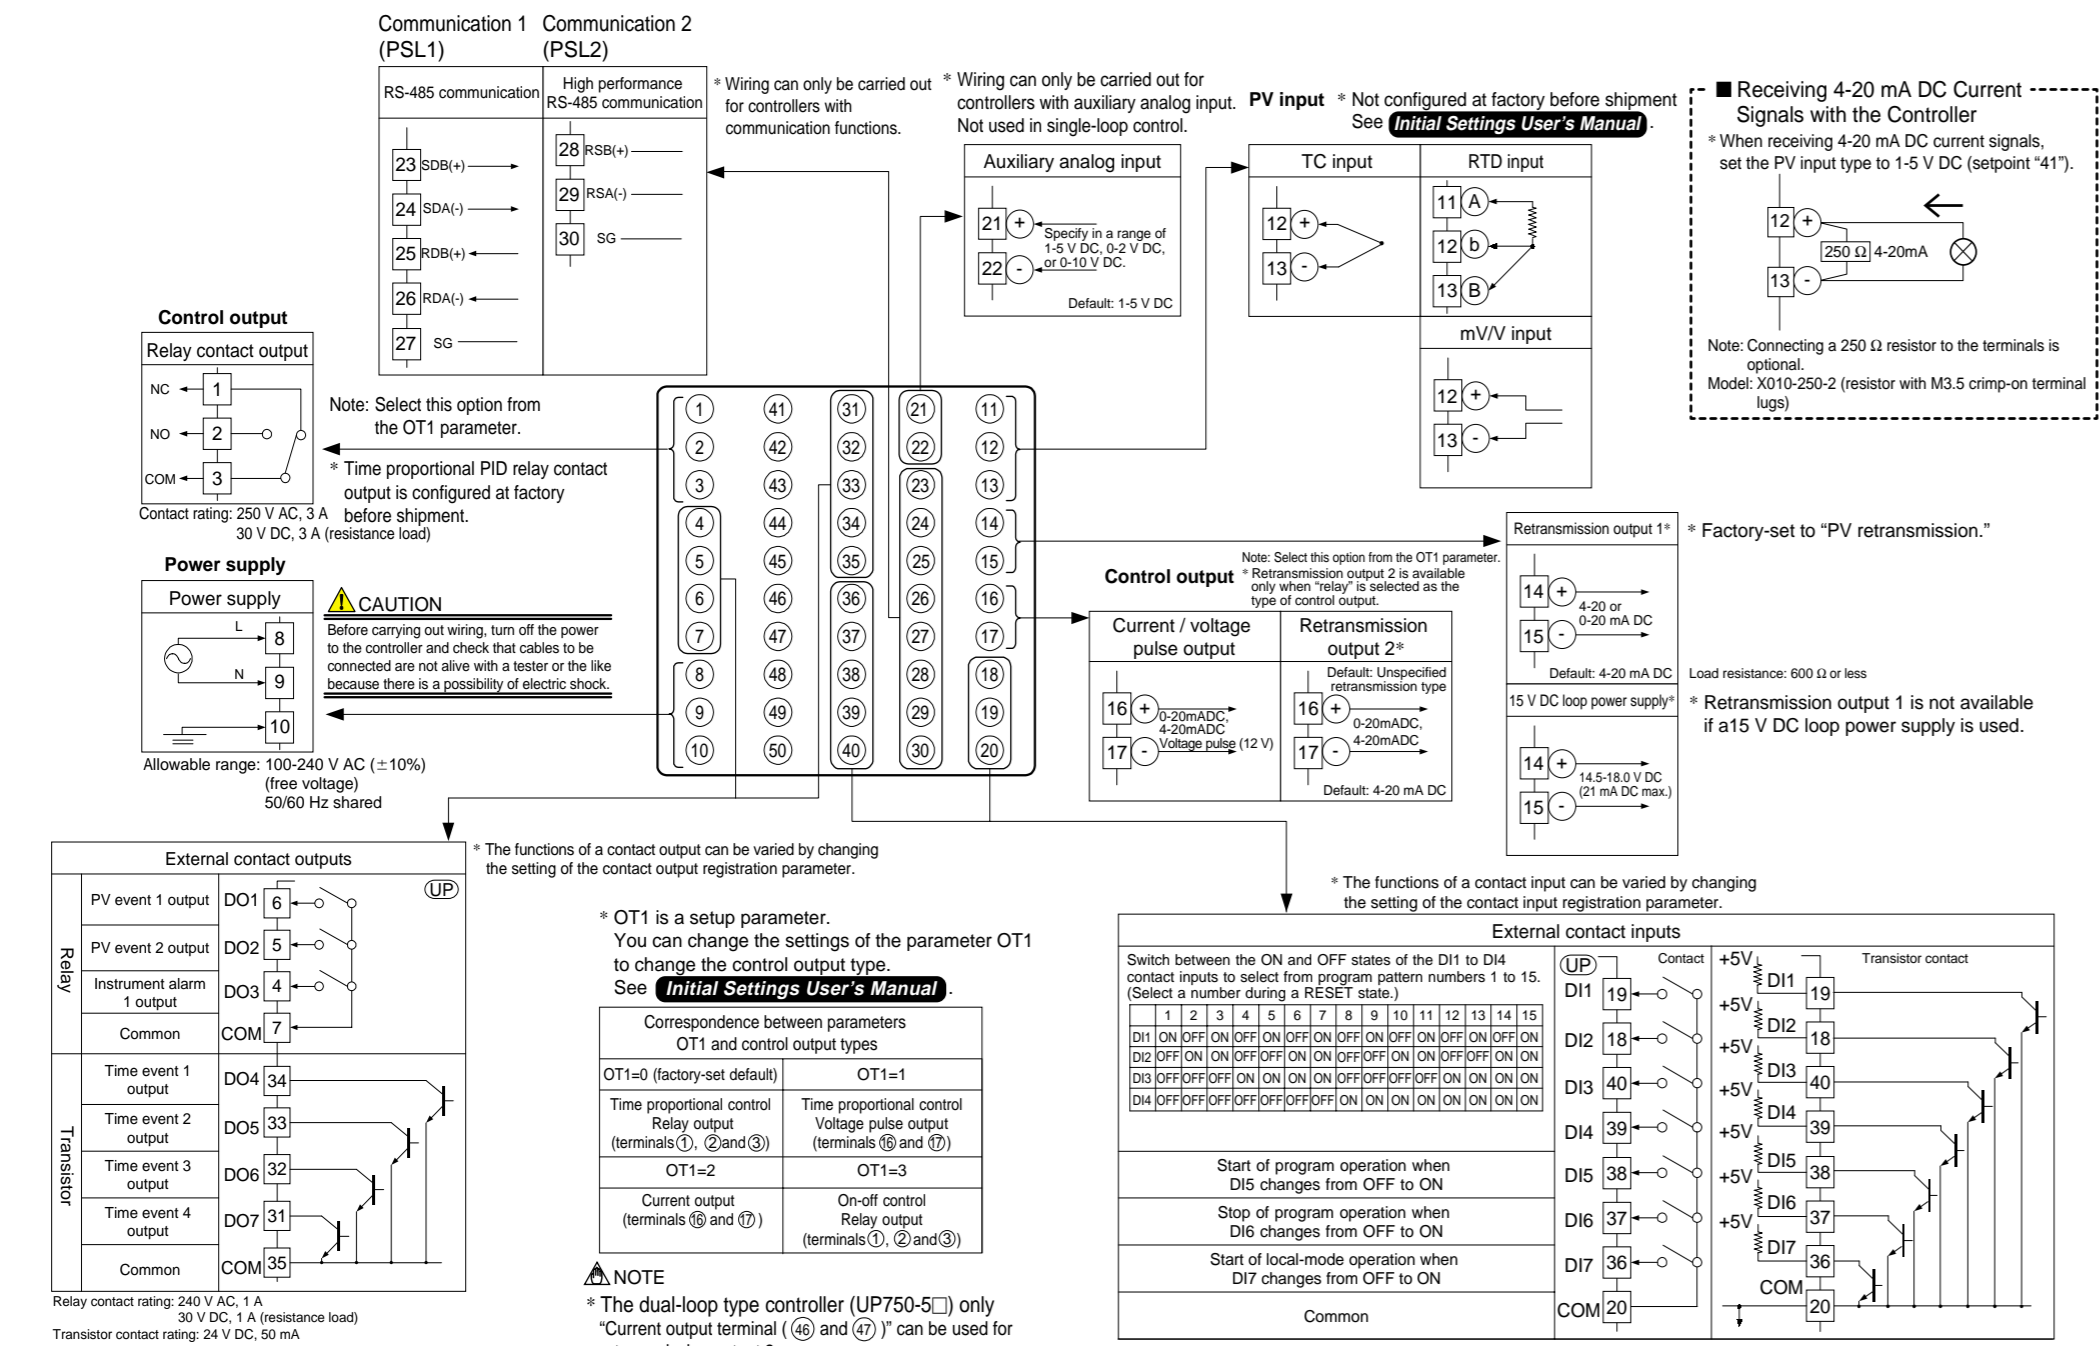 Communication 1
(PSL1)
Communication 2
(PSL2)
RS-485 communication
High performance
RS-485 communication
23 SDB(+)
24 SDA(-)
25 RDB(+)
26 RDA(-)
27 SG
28 RSB(+)
29 RSA(-)
30 SG
* Wiring can only be carried out
for controllers with
communication functions.
* Wiring can only be carried out for
controllers with auxiliary analog input.
Not used in single-loop control.
Auxiliary analog input
21 +
Specify in a range of
1-5 V DC, 0-2 V DC,
or 0-10 V DC.
22 -
Default: 1-5 V DC
PV input * Not configured at factory before shipment
See Initial Settings User's Manual.
TC input
12 +
13 -
RTD input
11 A
12 b
13 B
mV/V input
12 +
13 -
■ Receiving 4-20 mA DC Current
Signals with the Controller
* When receiving 4-20 mA DC current signals,
set the PV input type to 1-5 V DC (setpoint “41”).
12 +
250 Ω 4-20mA
13 -
Note: Connecting a 250 Ω resistor to the terminals is
optional.
Model: X010-250-2 (resistor with M3.5 crimp-on terminal
lugs)
Control output
Relay contact output
NC 1
NO 2
COM 3
Contact rating: 250 V AC, 3 A
30 V DC, 3 A (resistance load)
Note: Select this option from
the OT1 parameter.
* Time proportional PID relay contact
output is configured at factory
before shipment.
Power supply
Power supply
L 8
N 9
10
Allowable range: 100-240 V AC (±10%)
(free voltage)
50/60 Hz shared
! CAUTION
Before carrying out wiring, turn off the power
to the controller and check that cables to be
connected are not alive with a tester or the like
because there is a possibility of electric shock.
1 41 31 21 11
2 42 32 22 12
3 43 33 23 13
4 44 34 24 14
5 45 35 25 15
6 46 36 26 16
7 47 37 27 17
8 48 38 28 18
9 49 39 29 19
10 50 40 30 20
Control output
Note: Select this option from the OT1 parameter.
* Retransmission output 2 is available
only when “relay” is selected as the
type of control output.
Current / voltage
pulse output
16 +
0-20mADC,
4-20mADC
Voltage pulse (12 V)
17 -
Retransmission
output 2*
Default: Unspecified
retransmission type
16 +
0-20mADC,
4-20mADC
17 -
Default: 4-20 mA DC
Retransmission output 1*
14 +
4-20 or
0-20 mA DC
15 -
Default: 4-20 mA DC
* Factory-set to “PV retransmission.”
Load resistance: 600 Ω or less
15 V DC loop power supply*
14 +
14.5-18.0 V DC
(21 mA DC max.)
15 -
* Retransmission output 1 is not available
if a15 V DC loop power supply is used.
* The functions of a contact output can be varied by changing
the setting of the contact output registration parameter.
External contact outputs
UP
Relay
PV event 1 output DO1 6
PV event 2 output DO2 5
Instrument alarm
1 output DO3 4
Common COM 7
Transistor
Time event 1
output DO4 34
Time event 2
output DO5 33
Time event 3
output DO6 32
Time event 4
output DO7 31
Common COM 35
Relay contact rating: 240 V AC, 1 A
30 V DC, 1 A (resistance load)
Transistor contact rating: 24 V DC, 50 mA
* OT1 is a setup parameter.
You can change the settings of the parameter OT1
to change the control output type.
See Initial Settings User's Manual.
Correspondence between parameters
OT1 and control output types
OT1=0 (factory-set default) OT1=1
Time proportional control
Relay output
(terminals①, ②and③)
Time proportional control
Voltage pulse output
(terminals ⑯ and ⑰)
OT1=2 OT1=3
Current output
(terminals ⑯ and ⑰ )
On-off control
Relay output
(terminals①, ②and③)
NOTE
* The dual-loop type controller (UP750-5□) only
“Current output terminal ( ㊻ and ㊼ )” can be used for
* The functions of a contact input can be varied by changing
the setting of the contact input registration parameter.
External contact inputs
Switch between the ON and OFF states of the DI1 to DI4
contact inputs to select from program pattern numbers 1 to 15.
(Select a number during a RESET state.)
1 2 3 4 5 6 7 8 9 10 11 12 13 14 15
DI1 ON OFF ON OFF ON OFF ON OFF ON OFF ON OFF ON OFF ON
DI2 OFF ON ON OFF OFF ON ON OFF OFF ON ON OFF OFF ON ON
DI3 OFF OFF OFF ON ON ON ON OFF OFF OFF OFF ON ON ON ON
DI4 OFF OFF OFF OFF OFF OFF OFF ON ON ON ON ON ON ON ON
Start of program operation when
DI5 changes from OFF to ON
Stop of program operation when
DI6 changes from OFF to ON
Start of local-mode operation when
DI7 changes from OFF to ON
Common
UP Contact
DI1 19
DI2 18
DI3 40
DI4 39
DI5 38
DI6 37
DI7 36
COM 20
Transistor contact
+5V DI1 19
+5V DI2 18
+5V DI3 40
+5V DI4 39
+5V DI5 38
+5V DI6 37
+5V DI7 36
COM 20